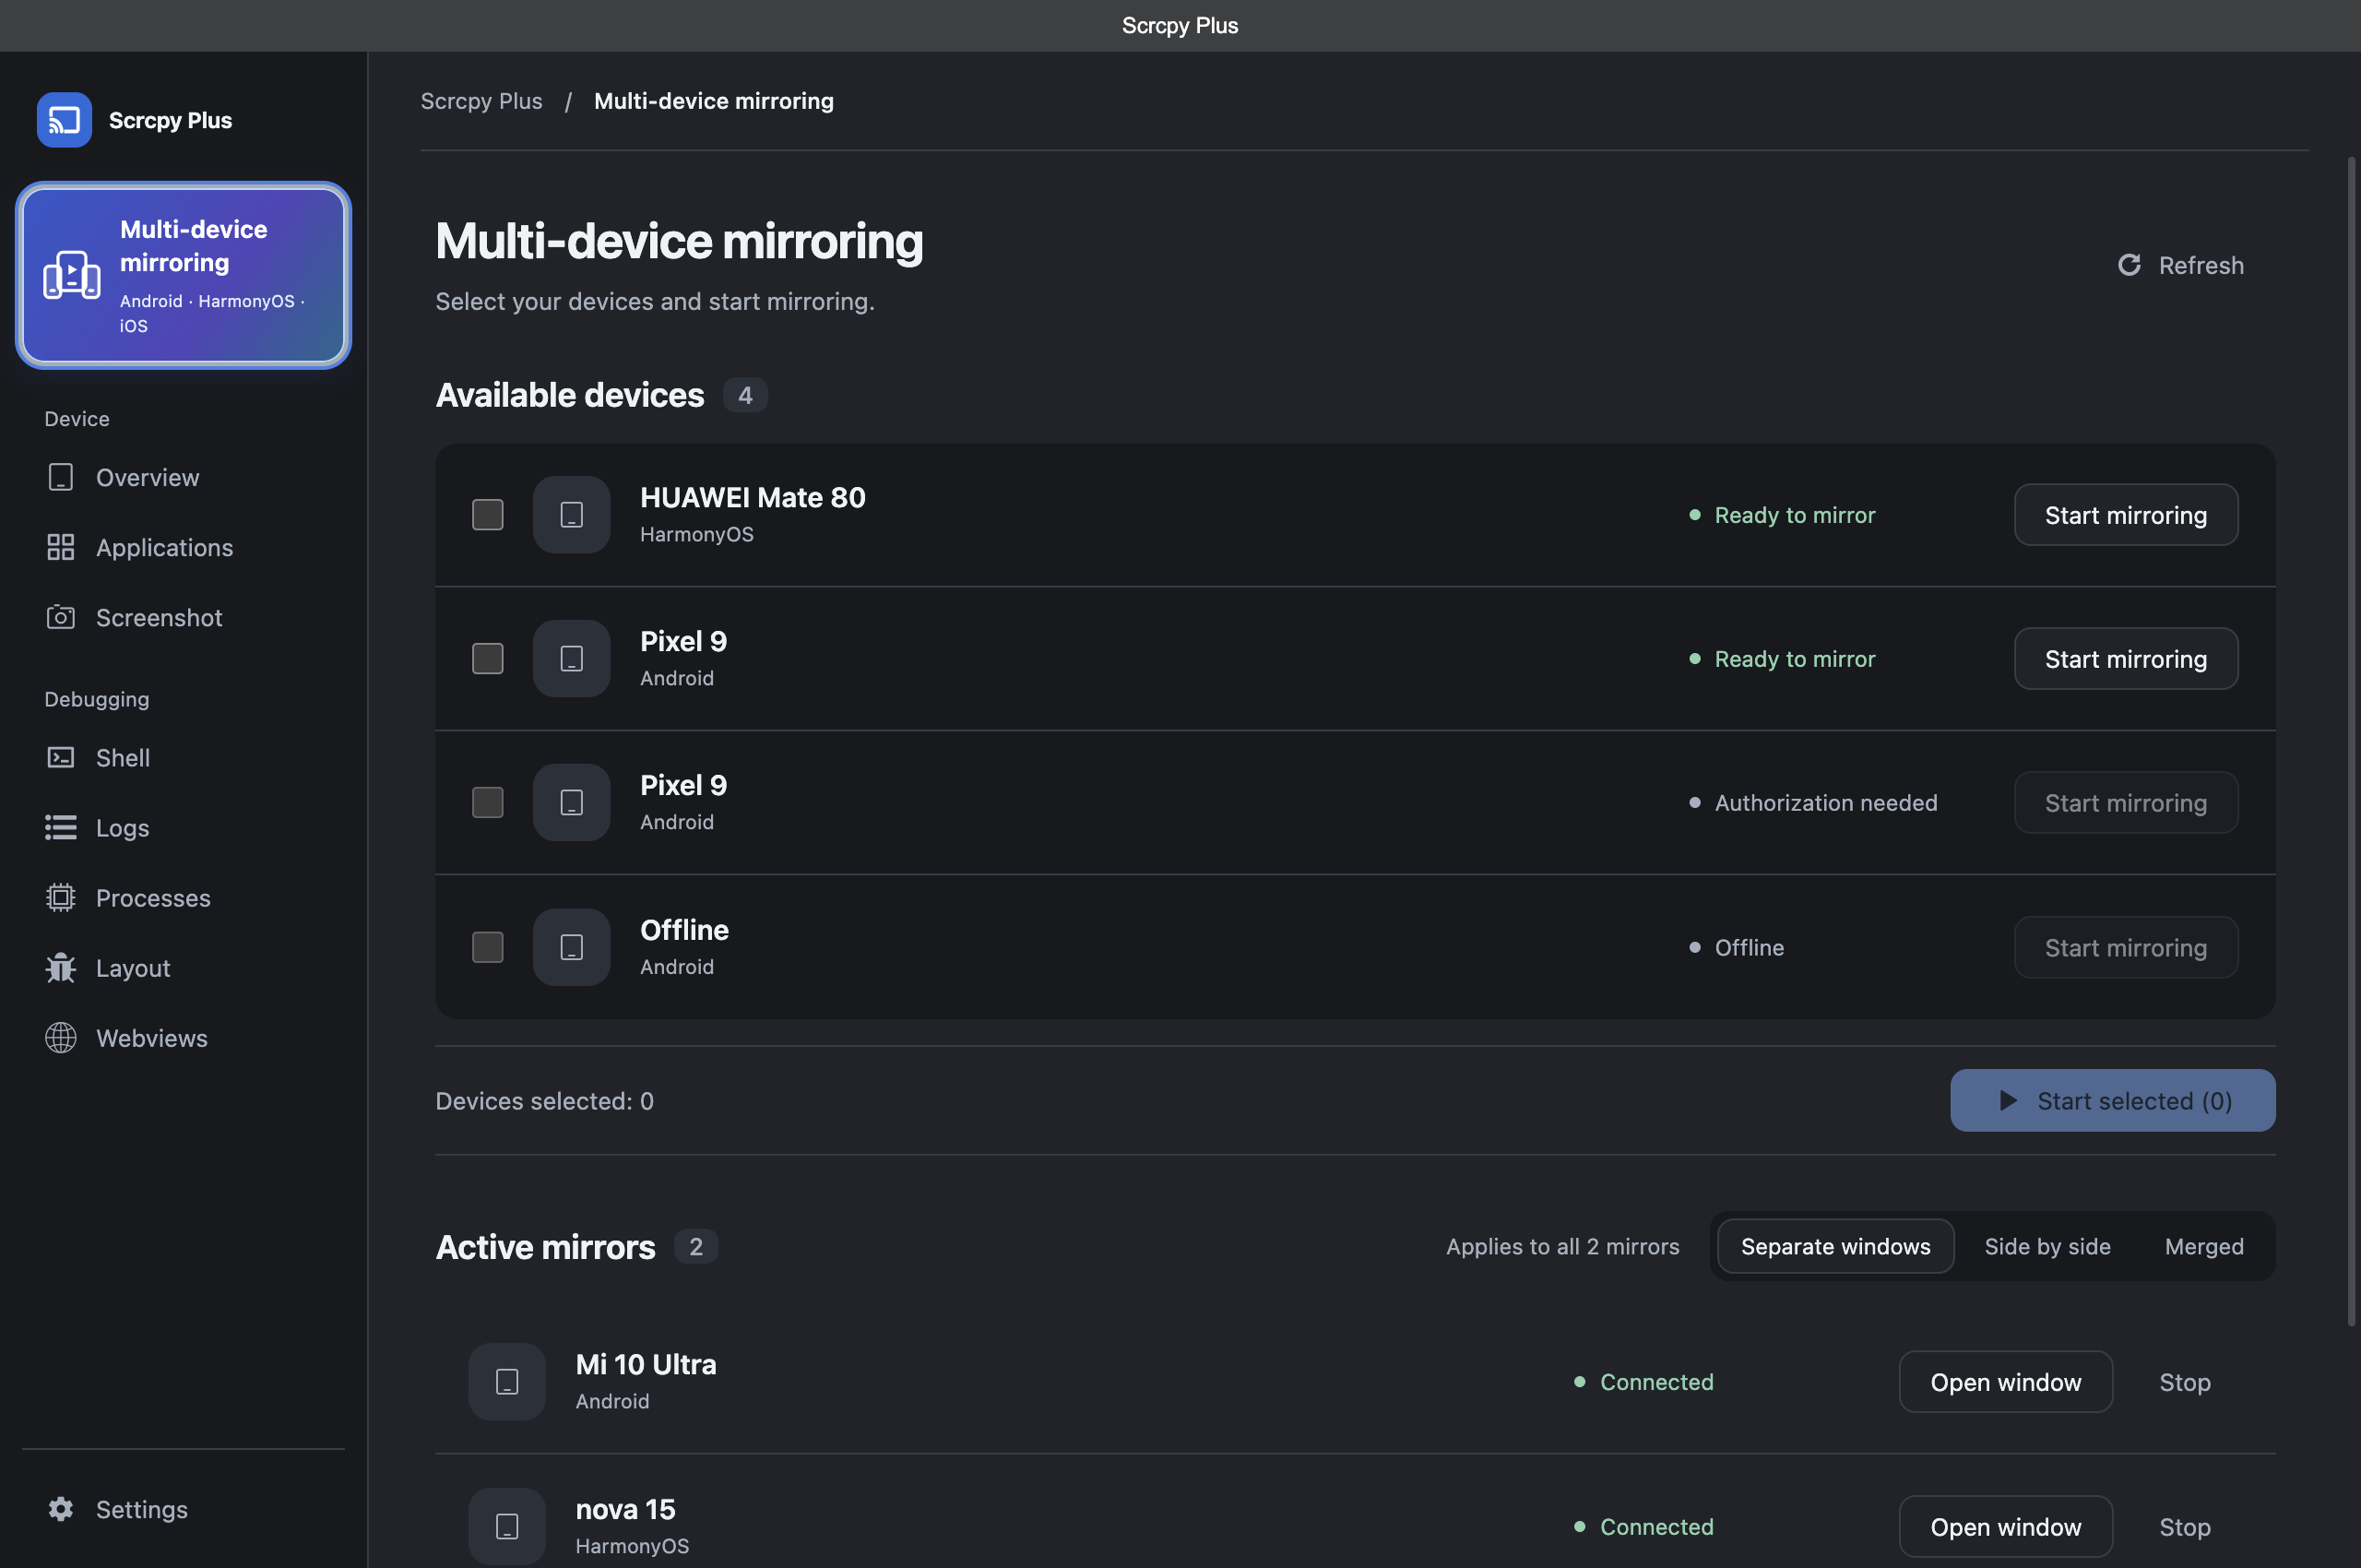 Scrcpy Plus
Scrcpy Plus
Multi-device
mirroring
Android · HarmonyOS ·
iOS
Device
Overview
Applications
Screenshot
Debugging
Shell
Logs
Processes
Layout
Webviews
Settings
Scrcpy Plus / Multi-device mirroring
Multi-device mirroring
Refresh
Select your devices and start mirroring.
Available devices 4
HUAWEI Mate 80
HarmonyOS
Ready to mirror
Start mirroring
Pixel 9
Android
Ready to mirror
Start mirroring
Pixel 9
Android
Authorization needed
Start mirroring
Offline
Android
Offline
Start mirroring
Devices selected: 0
Start selected (0)
Active mirrors 2
Applies to all 2 mirrors
Separate windows
Side by side
Merged
Mi 10 Ultra
Android
Connected
Open window
Stop
nova 15
HarmonyOS
Connected
Open window
Stop